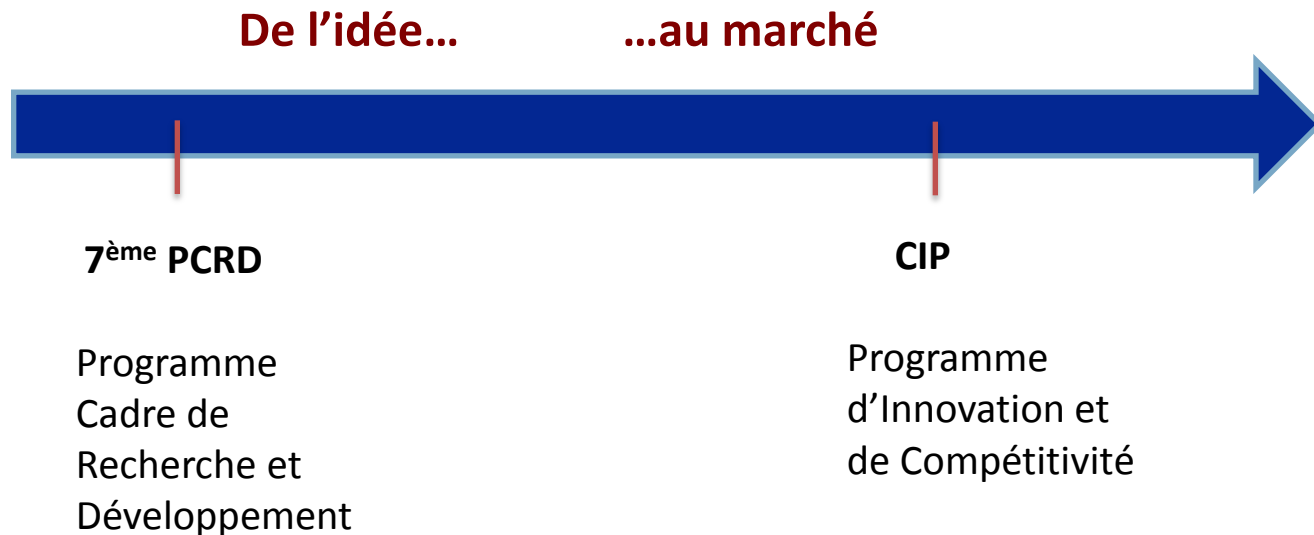 De l’idée… …au marché
7ème PCRD
CIP
Programme
Cadre de
Recherche et
Développement
Programme
d’Innovation et
de Compétitivité